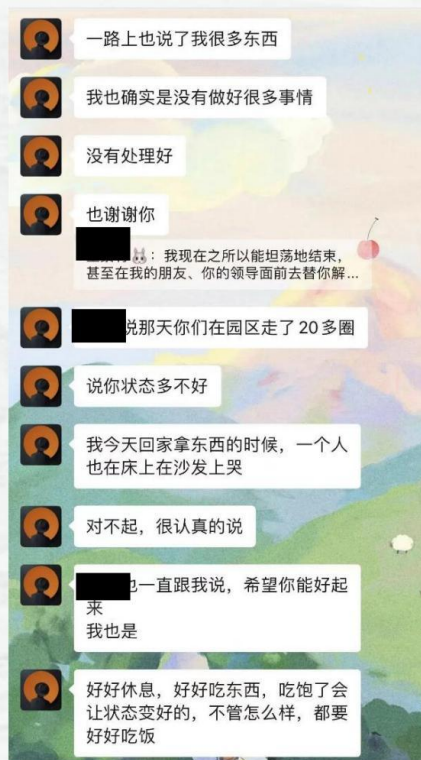 一路上也说了我很多东西
我也确实是没有做好很多事情
没有处理好
也谢谢你
：我现在之所以能坦荡地结束，
甚至在我的朋友、你的领导面前去替你解...
说那天你们在园区走了20多圈
说你状态多不好
我今天回家拿东西的时候，一个人
也在床上在沙发上哭
对不起，很认真的说
也一直跟我说，希望你能好起
来
我也是
好好休息，好好吃东西，吃饱了会
让状态变好的，不管怎么样，都要
好好吃饭